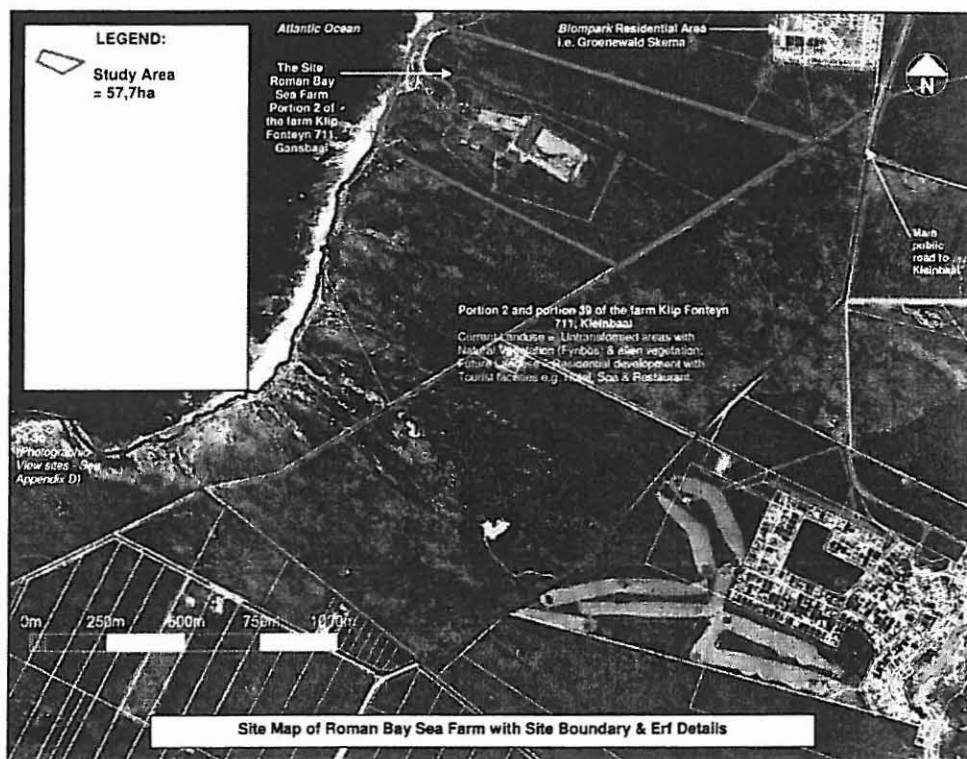 LEGEND:
Study Area
= 57,7ha
Atlantic Ocean
The Site
Roman Bay
Sea Farm
Portion 2 of
the farm Klip
Fonteyn 711,
Gansbaai
Blompark Residential Area
i.e. Groenewald Skema
N
Main
public
road to
Kleinbaai
Portion 2 and portion 39 of the farm Klip Fonteyn
711, Kleinbaai
Current Landuse = Untransformed areas with
Natural Vegetation (Fynbos) & alien vegetation;
Future Landuse = Residential development with
Tourist facilities e.g. Hotel, Spa & Restaurant.
(Photographic
View sites - See
Appendix D)
0m 250m 500m 750m 1000m
Site Map of Roman Bay Sea Farm with Site Boundary & Erf Details